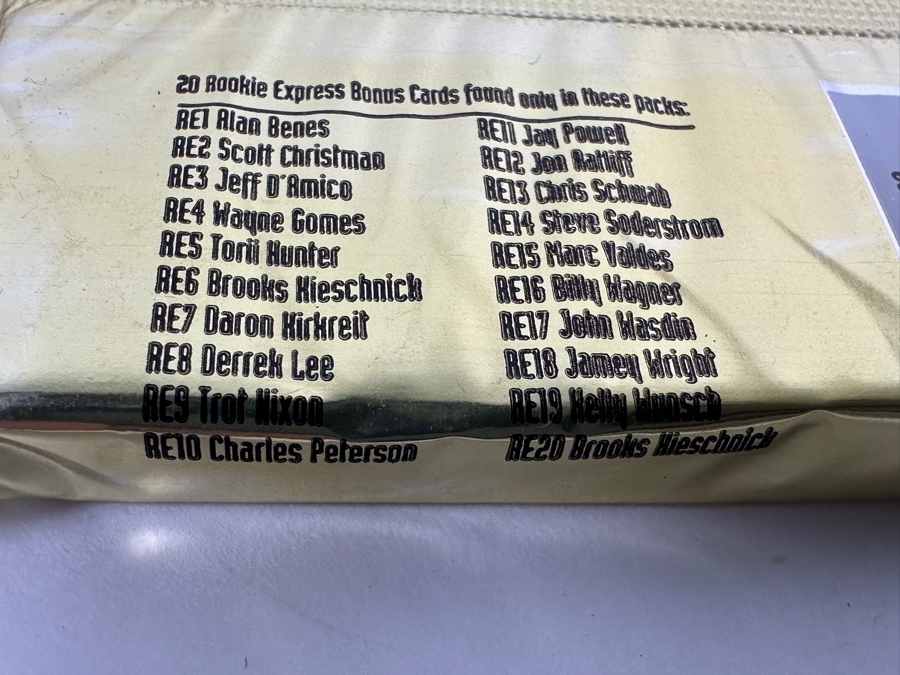 20 Rookie Express Bonus Cards found only in these packs:
RE1 Alan Benes
RE2 Scott Christman
RE3 Jeff D'Amico
RE4 Wayne Gomes
RE5 Torii Hunter
RE6 Brooks Kieschnick
RE7 Daron Kirkreit
RE8 Derrek Lee
RE9 Trot Nixon
RE10 Charles Peterson
RE11 Jay Powell
RE12 Jon Ratliff
RE13 Chris Schwab
RE14 Steve Soderstrom
RE15 Marc Valdes
RE16 Billy Wagner
RE17 John Wasdin
RE18 Jamey Wright
RE19 Kelly Wunsch
RE20 Brooks Kieschnick